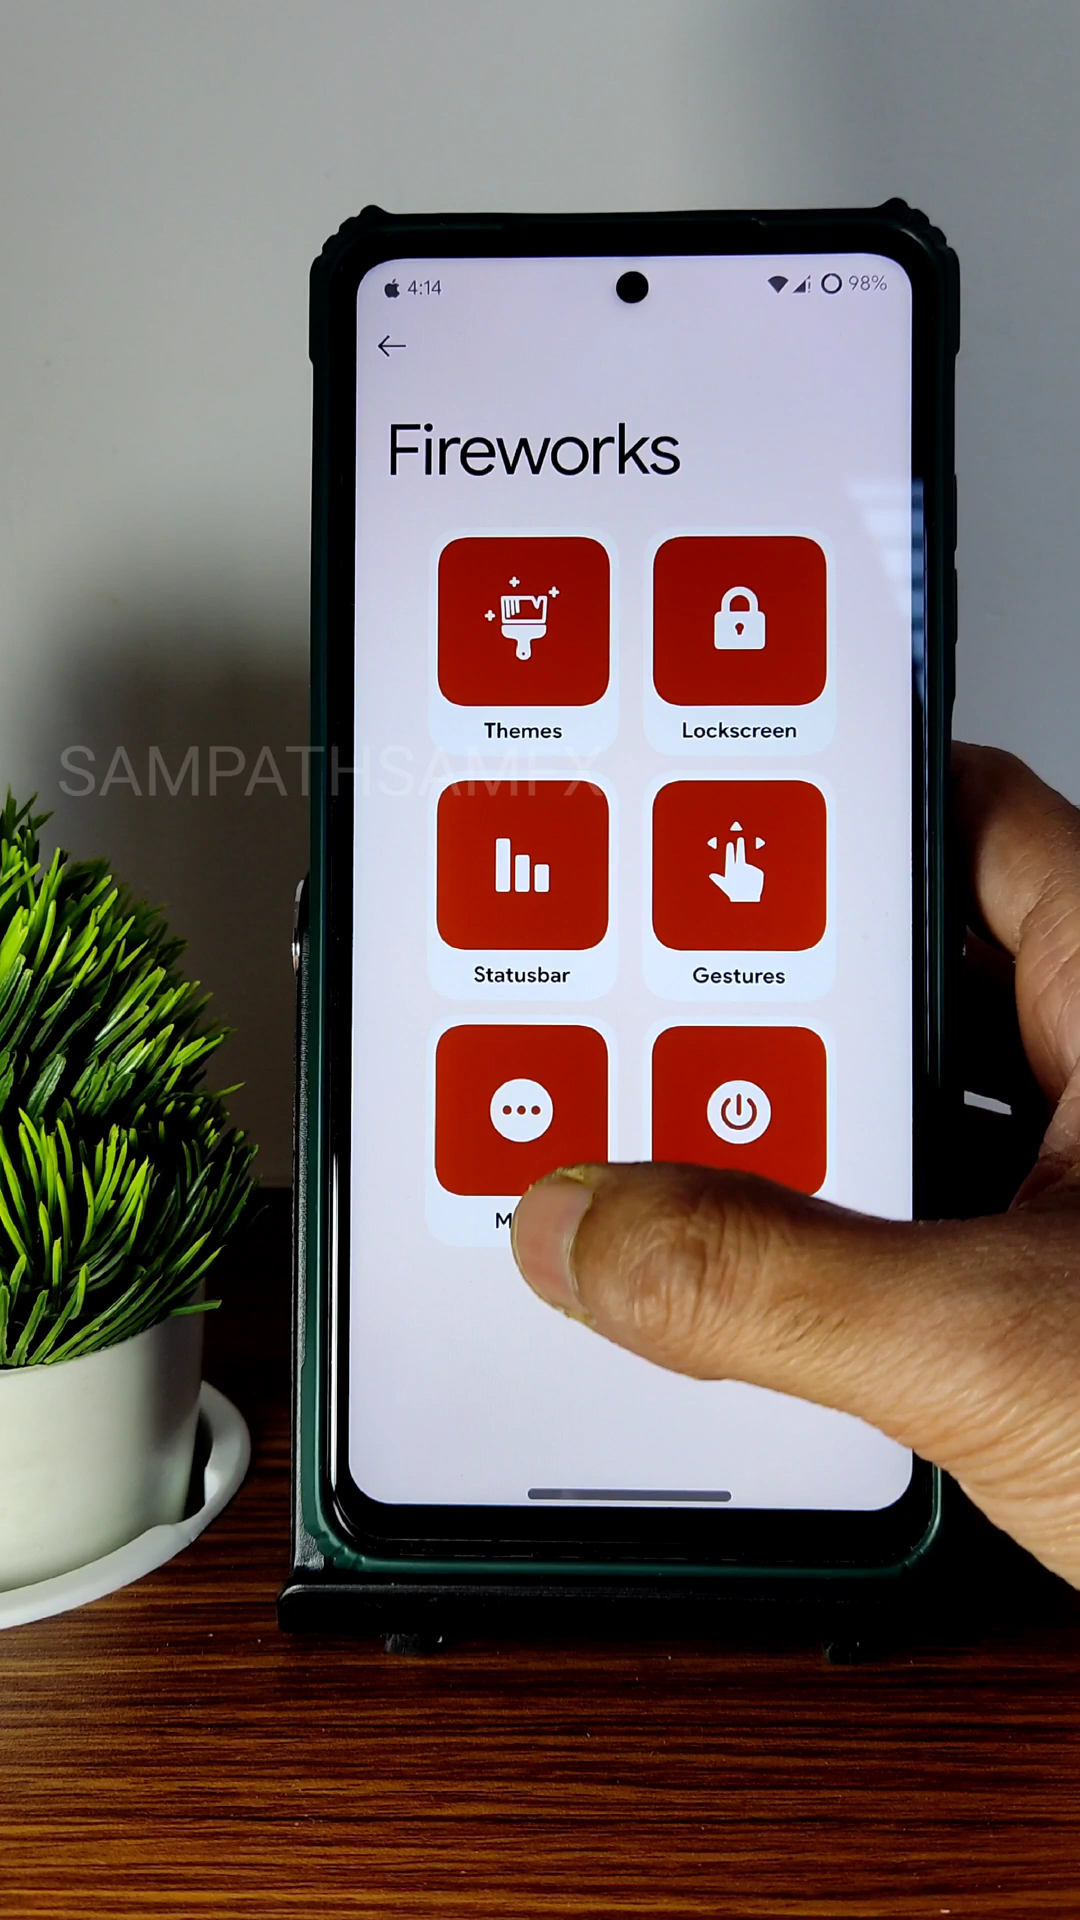 4:14
98%
Fireworks
Themes
Lockscreen
SAMPATHSAMFX
Statusbar
Gestures